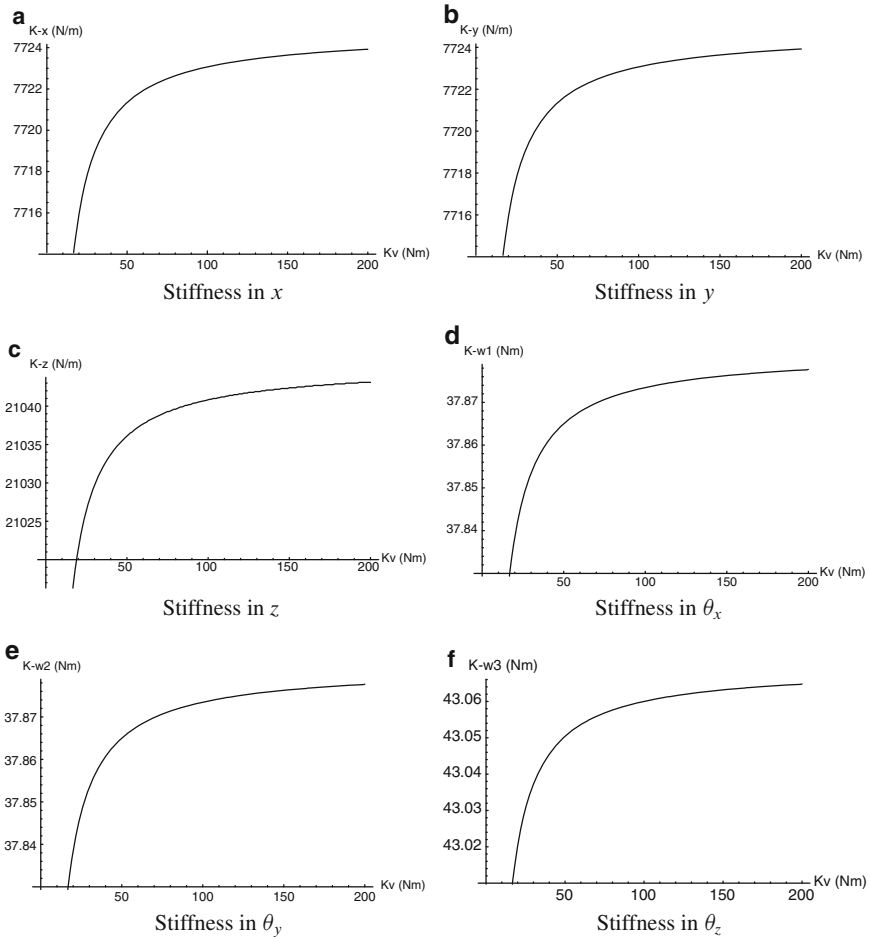 a
K-x (N/m)
7724
7722
7720
7718
7716
50 100 150 200
Kv (Nm)
Stiffness in x
b
K-y (N/m)
7724
7722
7720
7718
7716
50 100 150 200
Kv (Nm)
Stiffness in y
c
K-z (N/m)
21040
21035
21030
21025
50 100 150 200
Kv (Nm)
Stiffness in z
d
K-w1 (Nm)
37.87
37.86
37.85
37.84
50 100 150 200
Kv (Nm)
Stiffness in θx
e
K-w2 (Nm)
37.87
37.86
37.85
37.84
50 100 150 200
Kv (Nm)
Stiffness in θy
f
K-w3 (Nm)
43.06
43.05
43.04
43.03
43.02
50 100 150 200
Kv (Nm)
Stiffness in θz